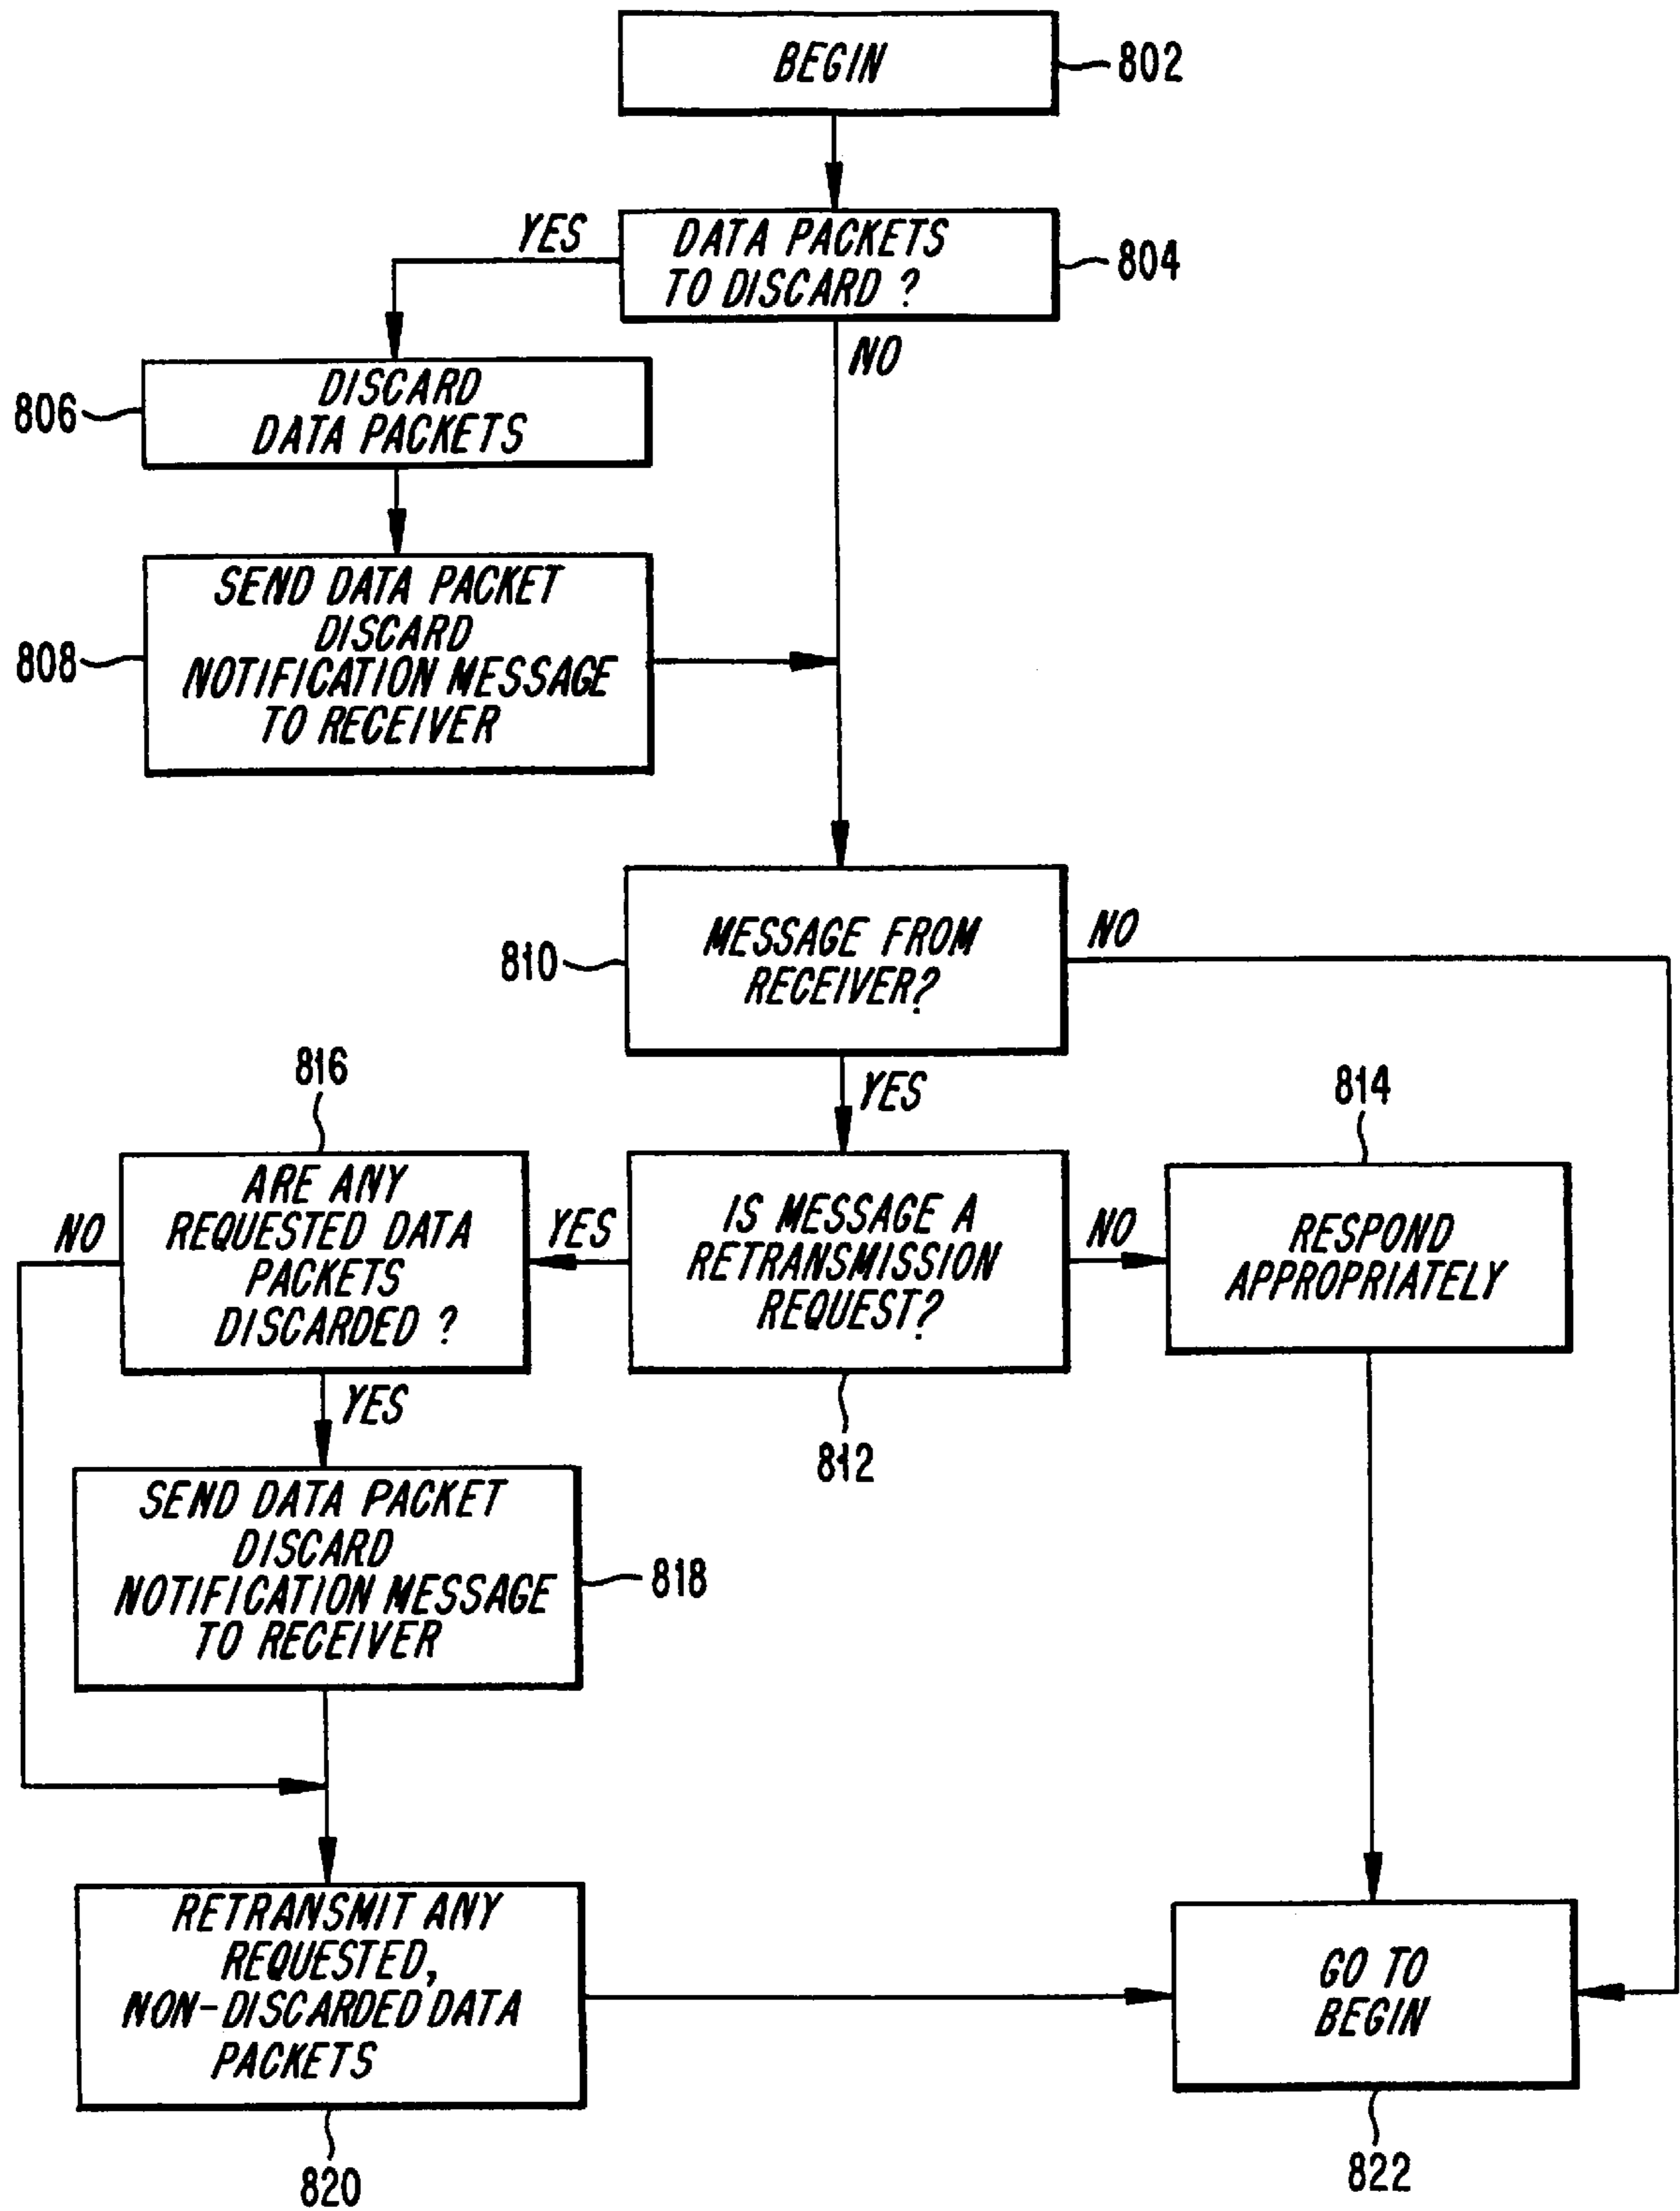 BEGIN
802
YES
DATA PACKETS
TO DISCARD ?
804
NO
DISCARD
DATA PACKETS
806
SEND DATA PACKET
DISCARD
NOTIFICATION MESSAGE
TO RECEIVER
808
MESSAGE FROM
RECEIVER?
810
NO
YES
816
814
ARE ANY
REQUESTED DATA
PACKETS
DISCARDED ?
NO
YES
IS MESSAGE A
RETRANSMISSION
REQUEST?
NO
RESPOND
APPROPRIATELY
YES
812
SEND DATA PACKET
DISCARD
NOTIFICATION MESSAGE
TO RECEIVER
818
RETRANSMIT ANY
REQUESTED,
NON-DISCARDED DATA
PACKETS
GO TO
BEGIN
820
822